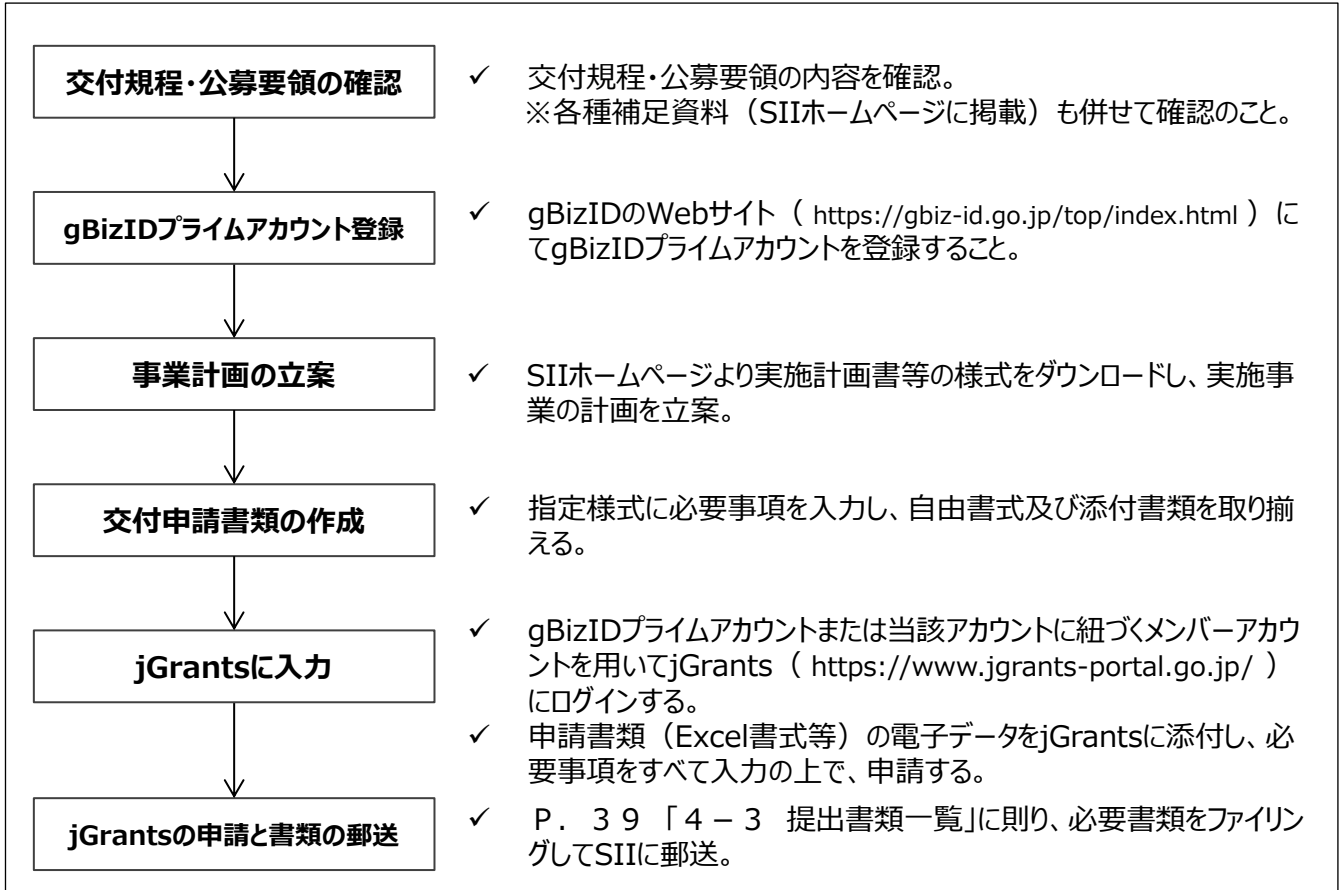 交付規程・公募要領の確認
✓ 交付規程・公募要領の内容を確認。
※各種補足資料（SIIホームページに掲載）も併せて確認のこと。
gBizIDプライムアカウント登録
✓ gBizIDのWebサイト（ https://gbiz-id.go.jp/top/index.html ）に
てgBizIDプライムアカウントを登録すること。
事業計画の立案
✓ SIIホームページより実施計画書等の様式をダウンロードし、実施事
業の計画を立案。
交付申請書類の作成
✓ 指定様式に必要事項を入力し、自由書式及び添付書類を取り揃
える。
jGrantsに入力
✓ gBizIDプライムアカウントまたは当該アカウントに紐づくメンバーアカウ
ントを用いてjGrants（ https://www.jgrants-portal.go.jp/ ）
にログインする。
✓ 申請書類（Excel書式等）の電子データをjGrantsに添付し、必
要事項をすべて入力の上で、申請する。
jGrantsの申請と書類の郵送
✓ Ｐ．３９「４－３　提出書類一覧」に則り、必要書類をファイリン
グしてSIIに郵送。